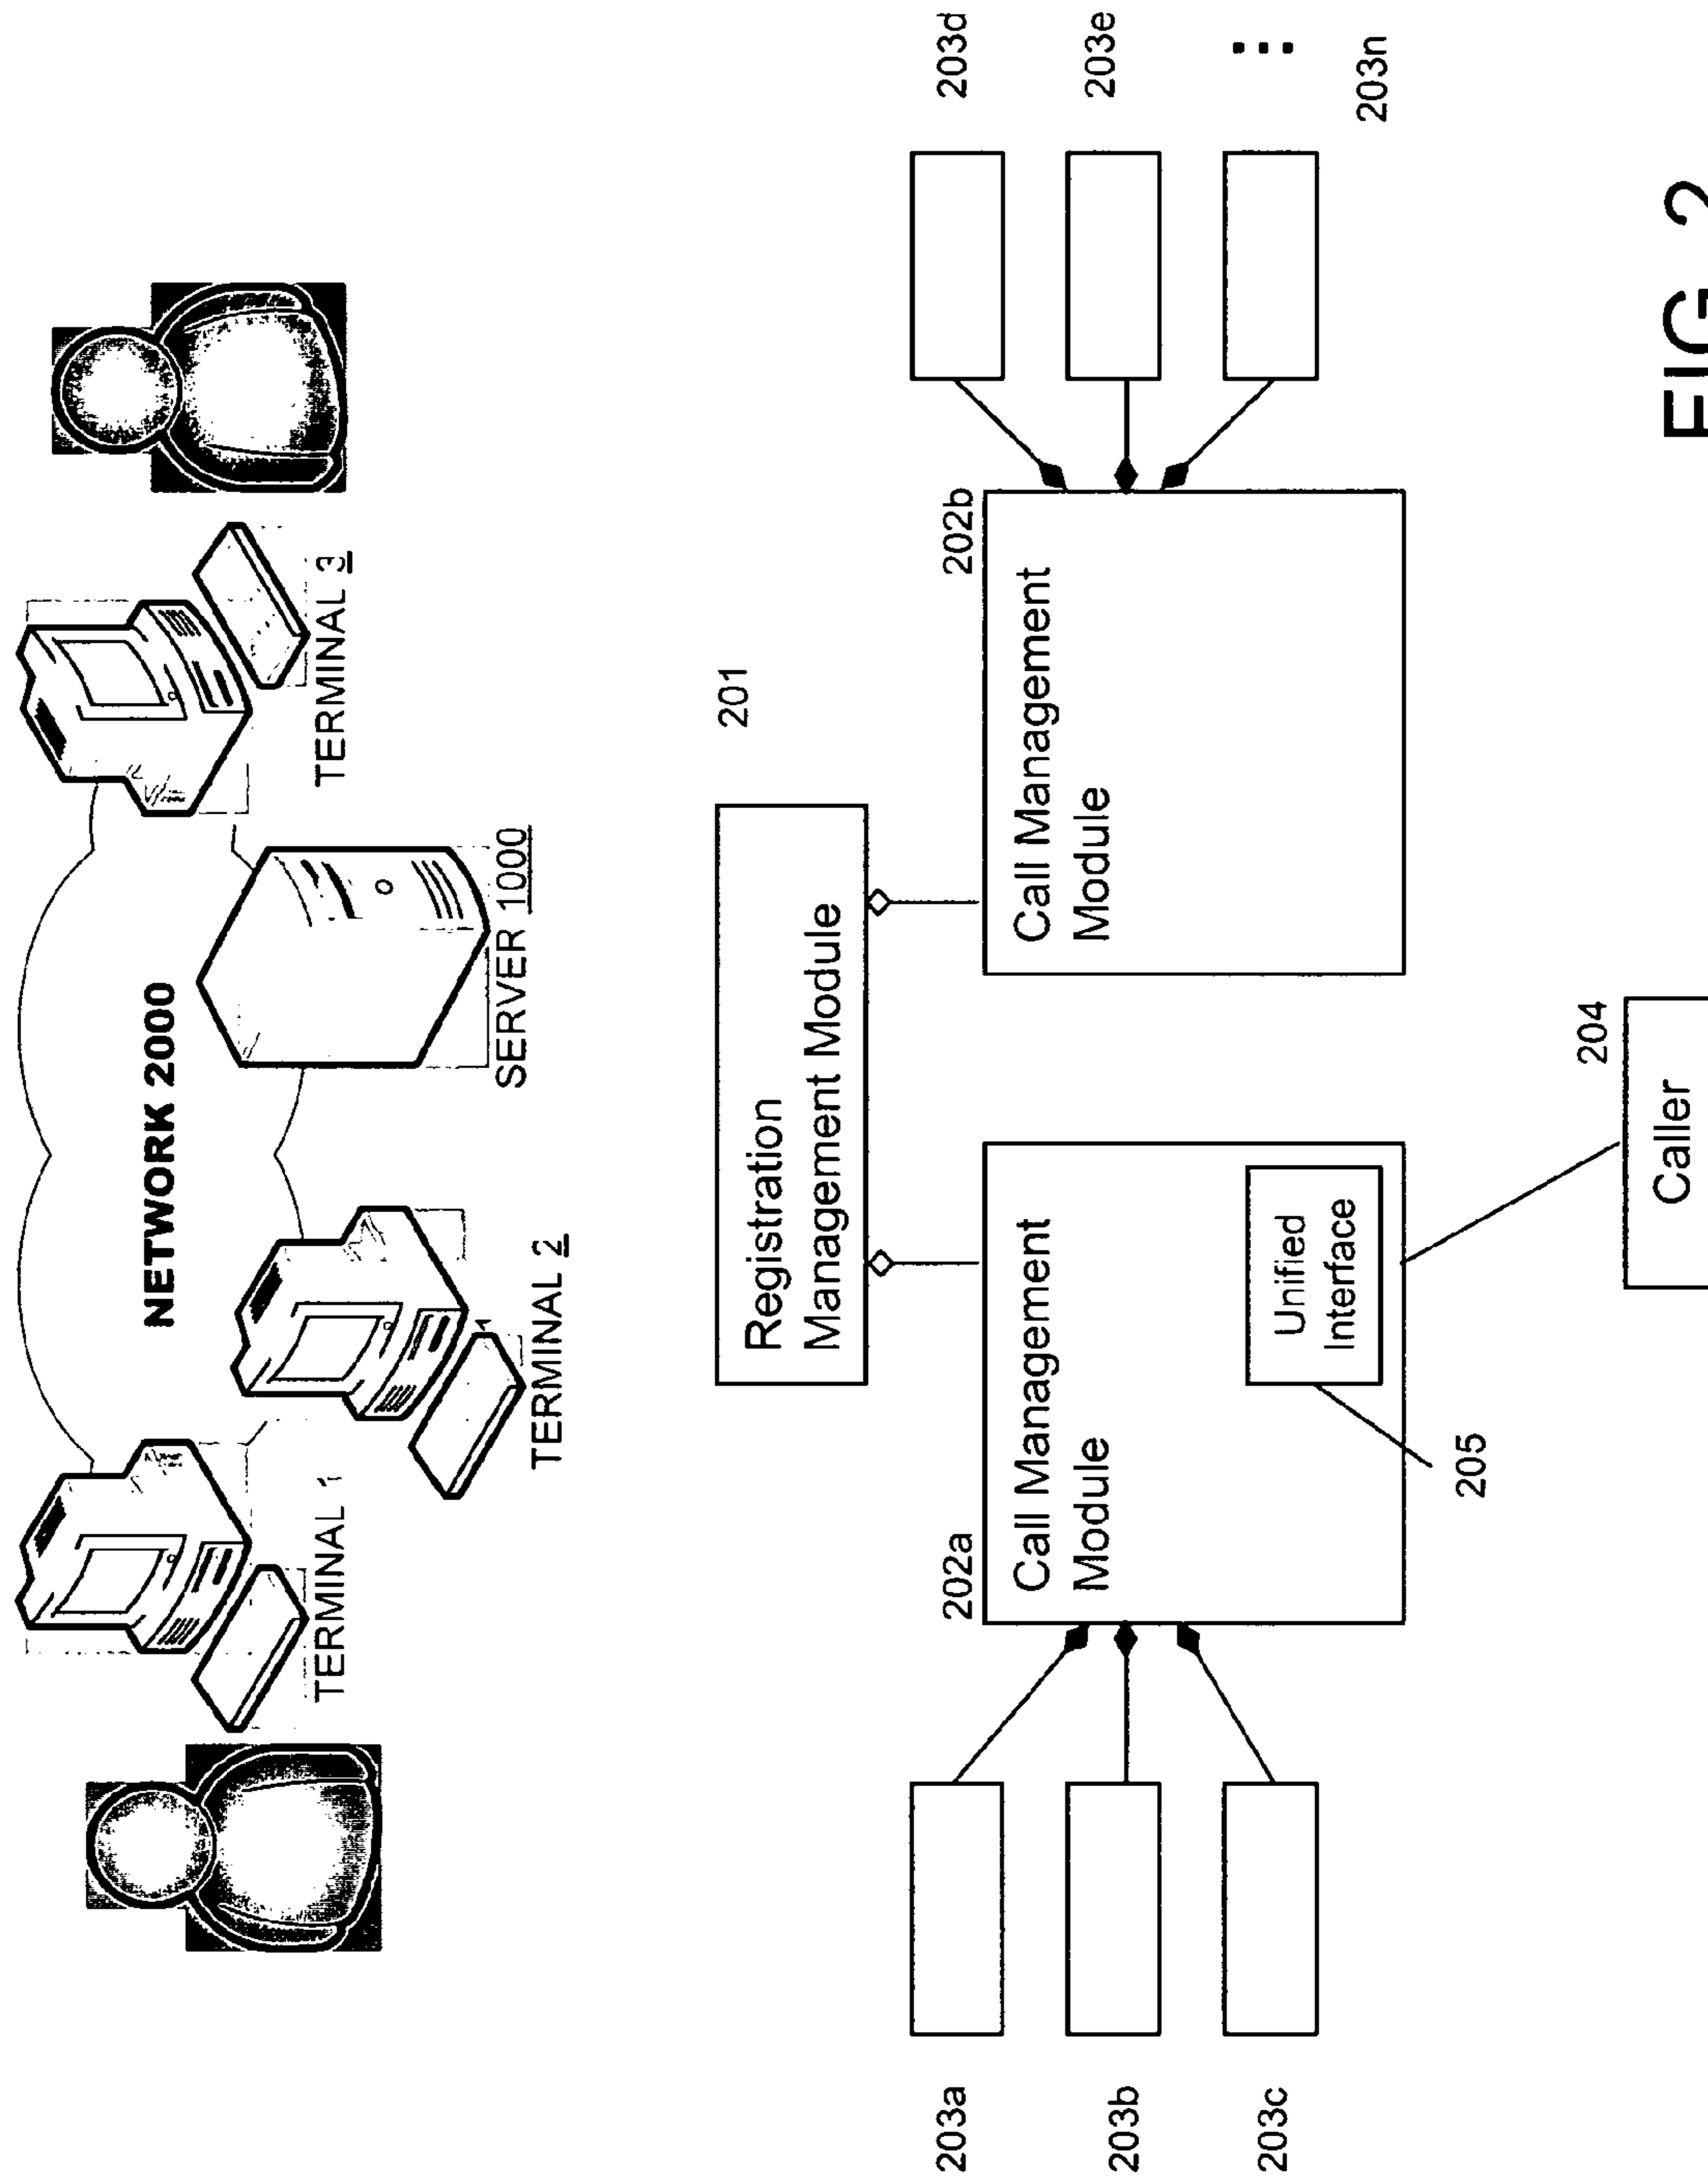 NETWORK 2000
TERMINAL 1
TERMINAL 2
SERVER 1000
TERMINAL 3
201
Registration
Management Module
202a
Call Management
Module
Unified
Interface
205
202b
Call Management
Module
203a
203b
203c
203d
203e
⋮
203n
204
Caller
FIG. 2